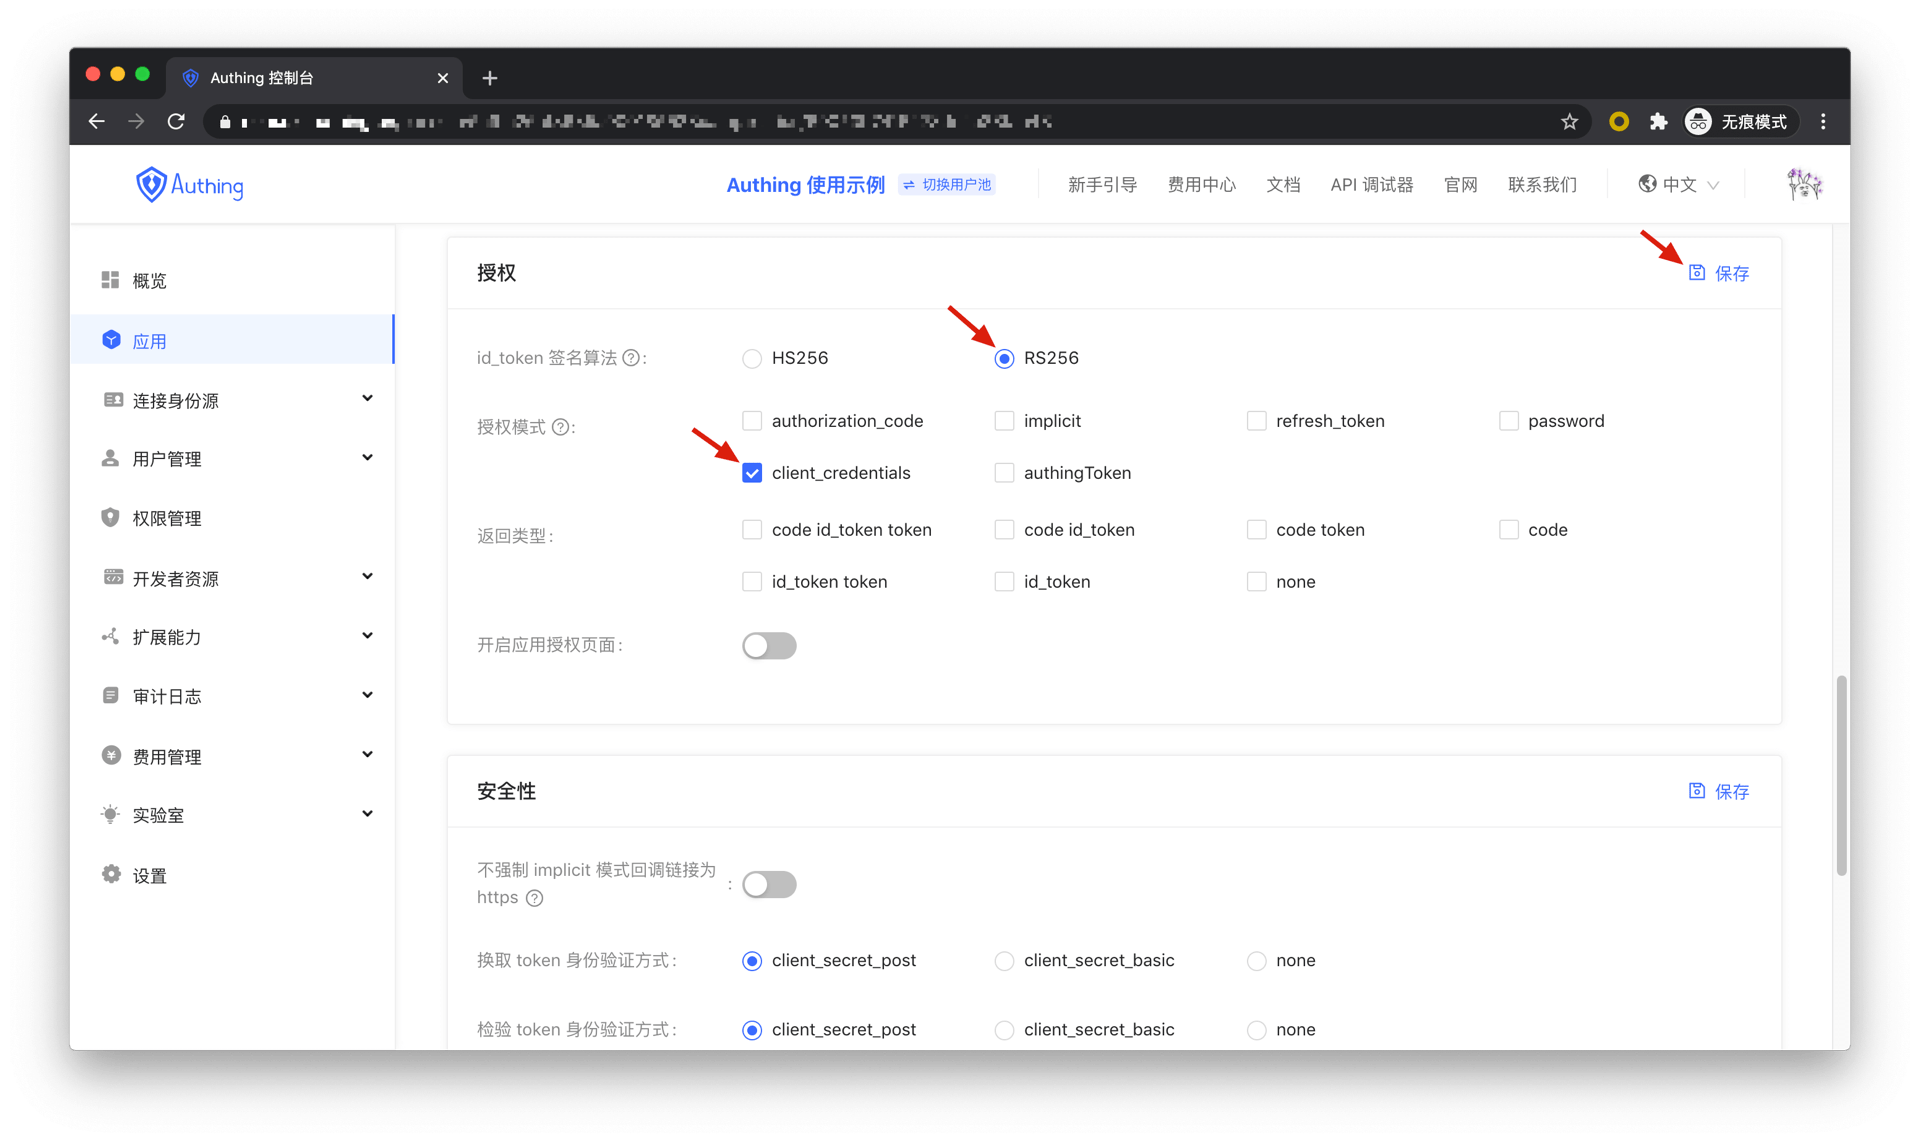 Authing 控制台
无痕模式
Authing
Authing 使用示例 切换用户池 新手引导 费用中心 文档 API 调试器 官网 联系我们 中文
概览
应用
连接身份源
用户管理
权限管理
开发者资源
扩展能力
审计日志
费用管理
实验室
设置
授权 保存
id_token 签名算法 ? : HS256 RS256
授权模式 ? : authorization_code implicit refresh_token password
client_credentials authingToken
返回类型 : code id_token token code id_token code token code
id_token token id_token none
开启应用授权页面 :
安全性 保存
不强制 implicit 模式回调链接为
https ? :
换取 token 身份验证方式 : client_secret_post client_secret_basic none
检验 token 身份验证方式 : client_secret_post client_secret_basic none